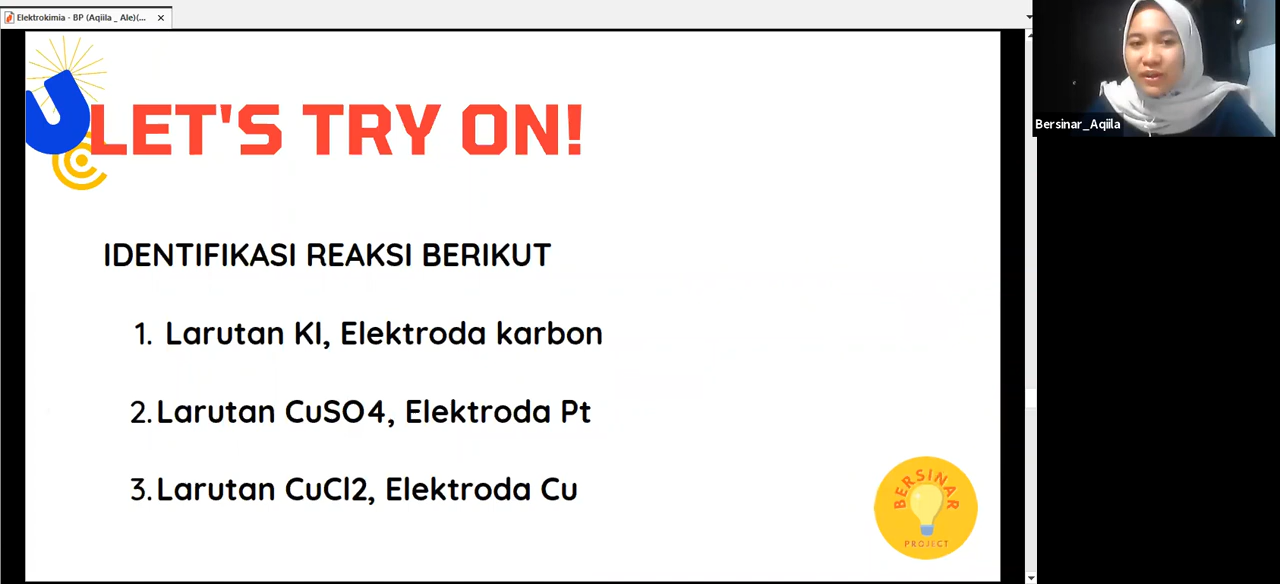 Elektrokimia - BP (Aqiila _ Ale)(...
LET'S TRY ON!
IDENTIFIKASI REAKSI BERIKUT
1. Larutan KI, Elektroda karbon
2. Larutan CuSO4, Elektroda Pt
3. Larutan CuCl2, Elektroda Cu
BERSINAR
PROJECT
Bersinar_Aqiila